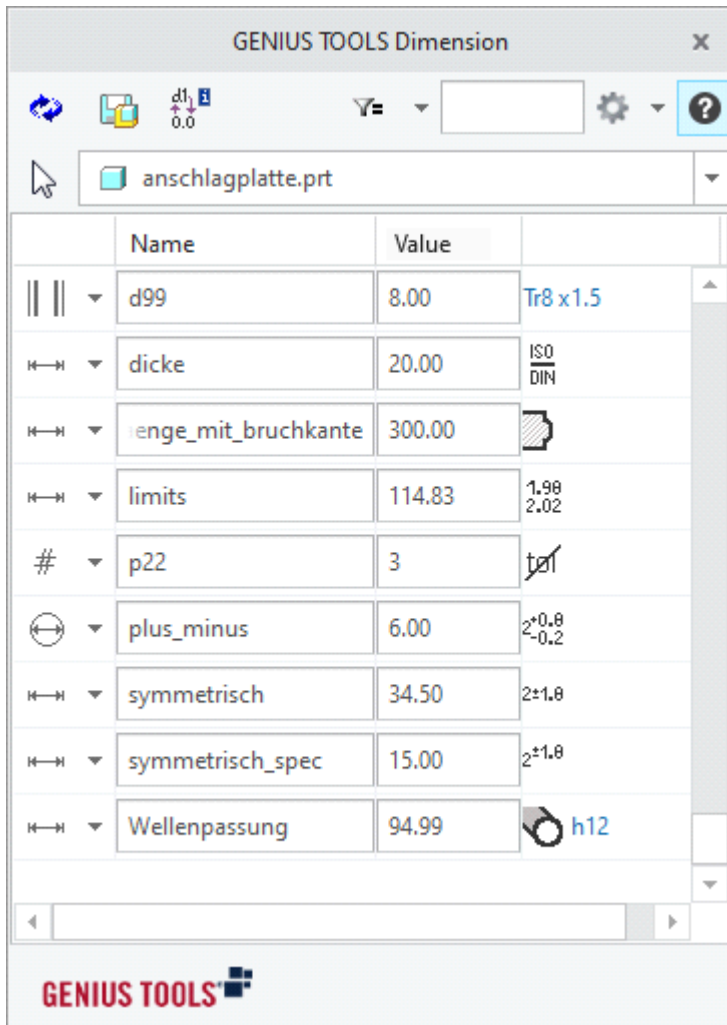 GENIUS TOOLS Dimension
d1 i
0.0
= ?
anschlagplatte.prt
Name Value
d99 8.00 Tr8 x1.5
dicke 20.00 ISO
DIN
enge_mit_bruchkante 300.00
limits 114.83 1.98
2.02
# p22 3 tol
plus_minus 6.00 2+0.8
-0.2
symmetrisch 34.50 2±1.8
symmetrisch_spec 15.00 2±1.8
Wellenpassung 94.99 h12
GENIUS TOOLS